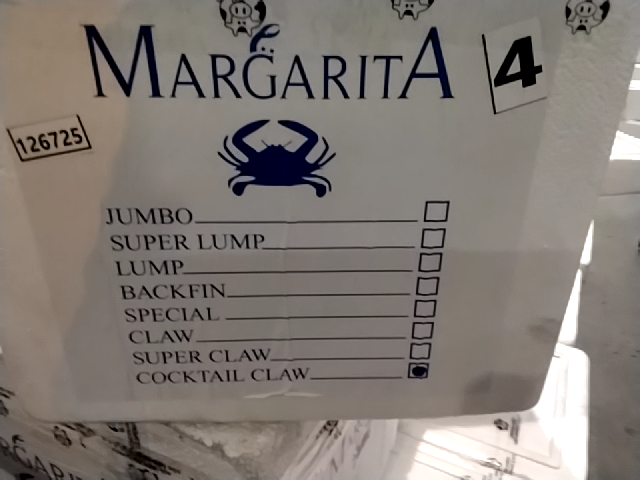 MARGARITA
4
126725
JUMBO
SUPER LUMP
LUMP
BACKFIN
SPECIAL
CLAW
SUPER CLAW
COCKTAIL CLAW